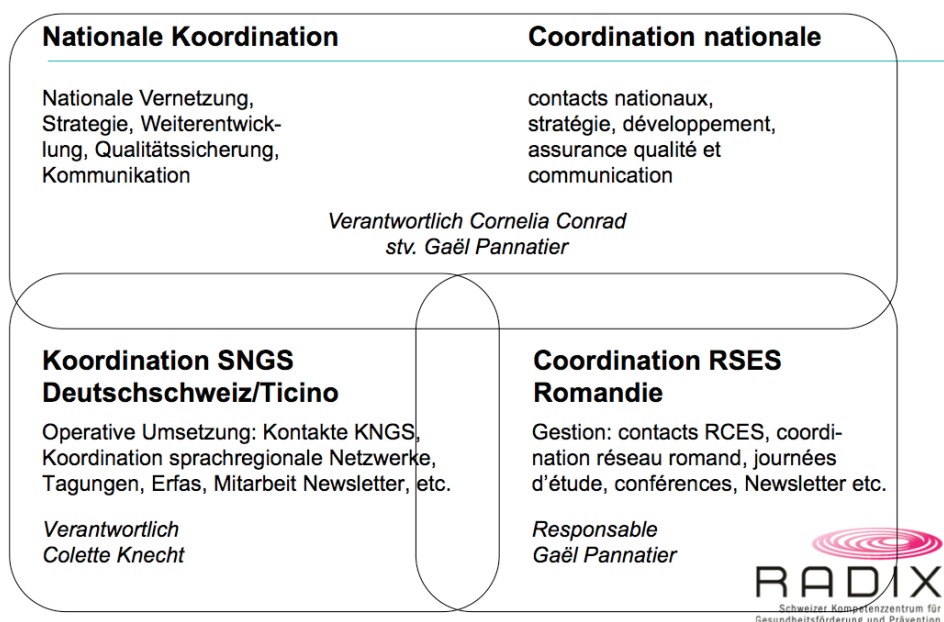 Nationale Koordination
Nationale Vernetzung,
Strategie, Weiterentwick-
lung, Qualitätssicherung,
Kommunikation
Coordination nationale
contacts nationaux,
stratégie, développement,
assurance qualité et
communication
Verantwortlich Cornelia Conrad
stv. Gaël Pannatier
Koordination SNGS
Deutschschweiz/Ticino
Operative Umsetzung: Kontakte KNGS,
Koordination sprachregionale Netzwerke,
Tagungen, Erfas, Mitarbeit Newsletter, etc.
Verantwortlich
Colette Knecht
Coordination RSES
Romandie
Gestion: contacts RCES, coordi-
nation réseau romand, journées
d'étude, conférences, Newsletter etc.
Responsable
Gaël Pannatier
RADIX
Schweizer Kompetenzzentrum für
Gesundheitsförderung und Prävention